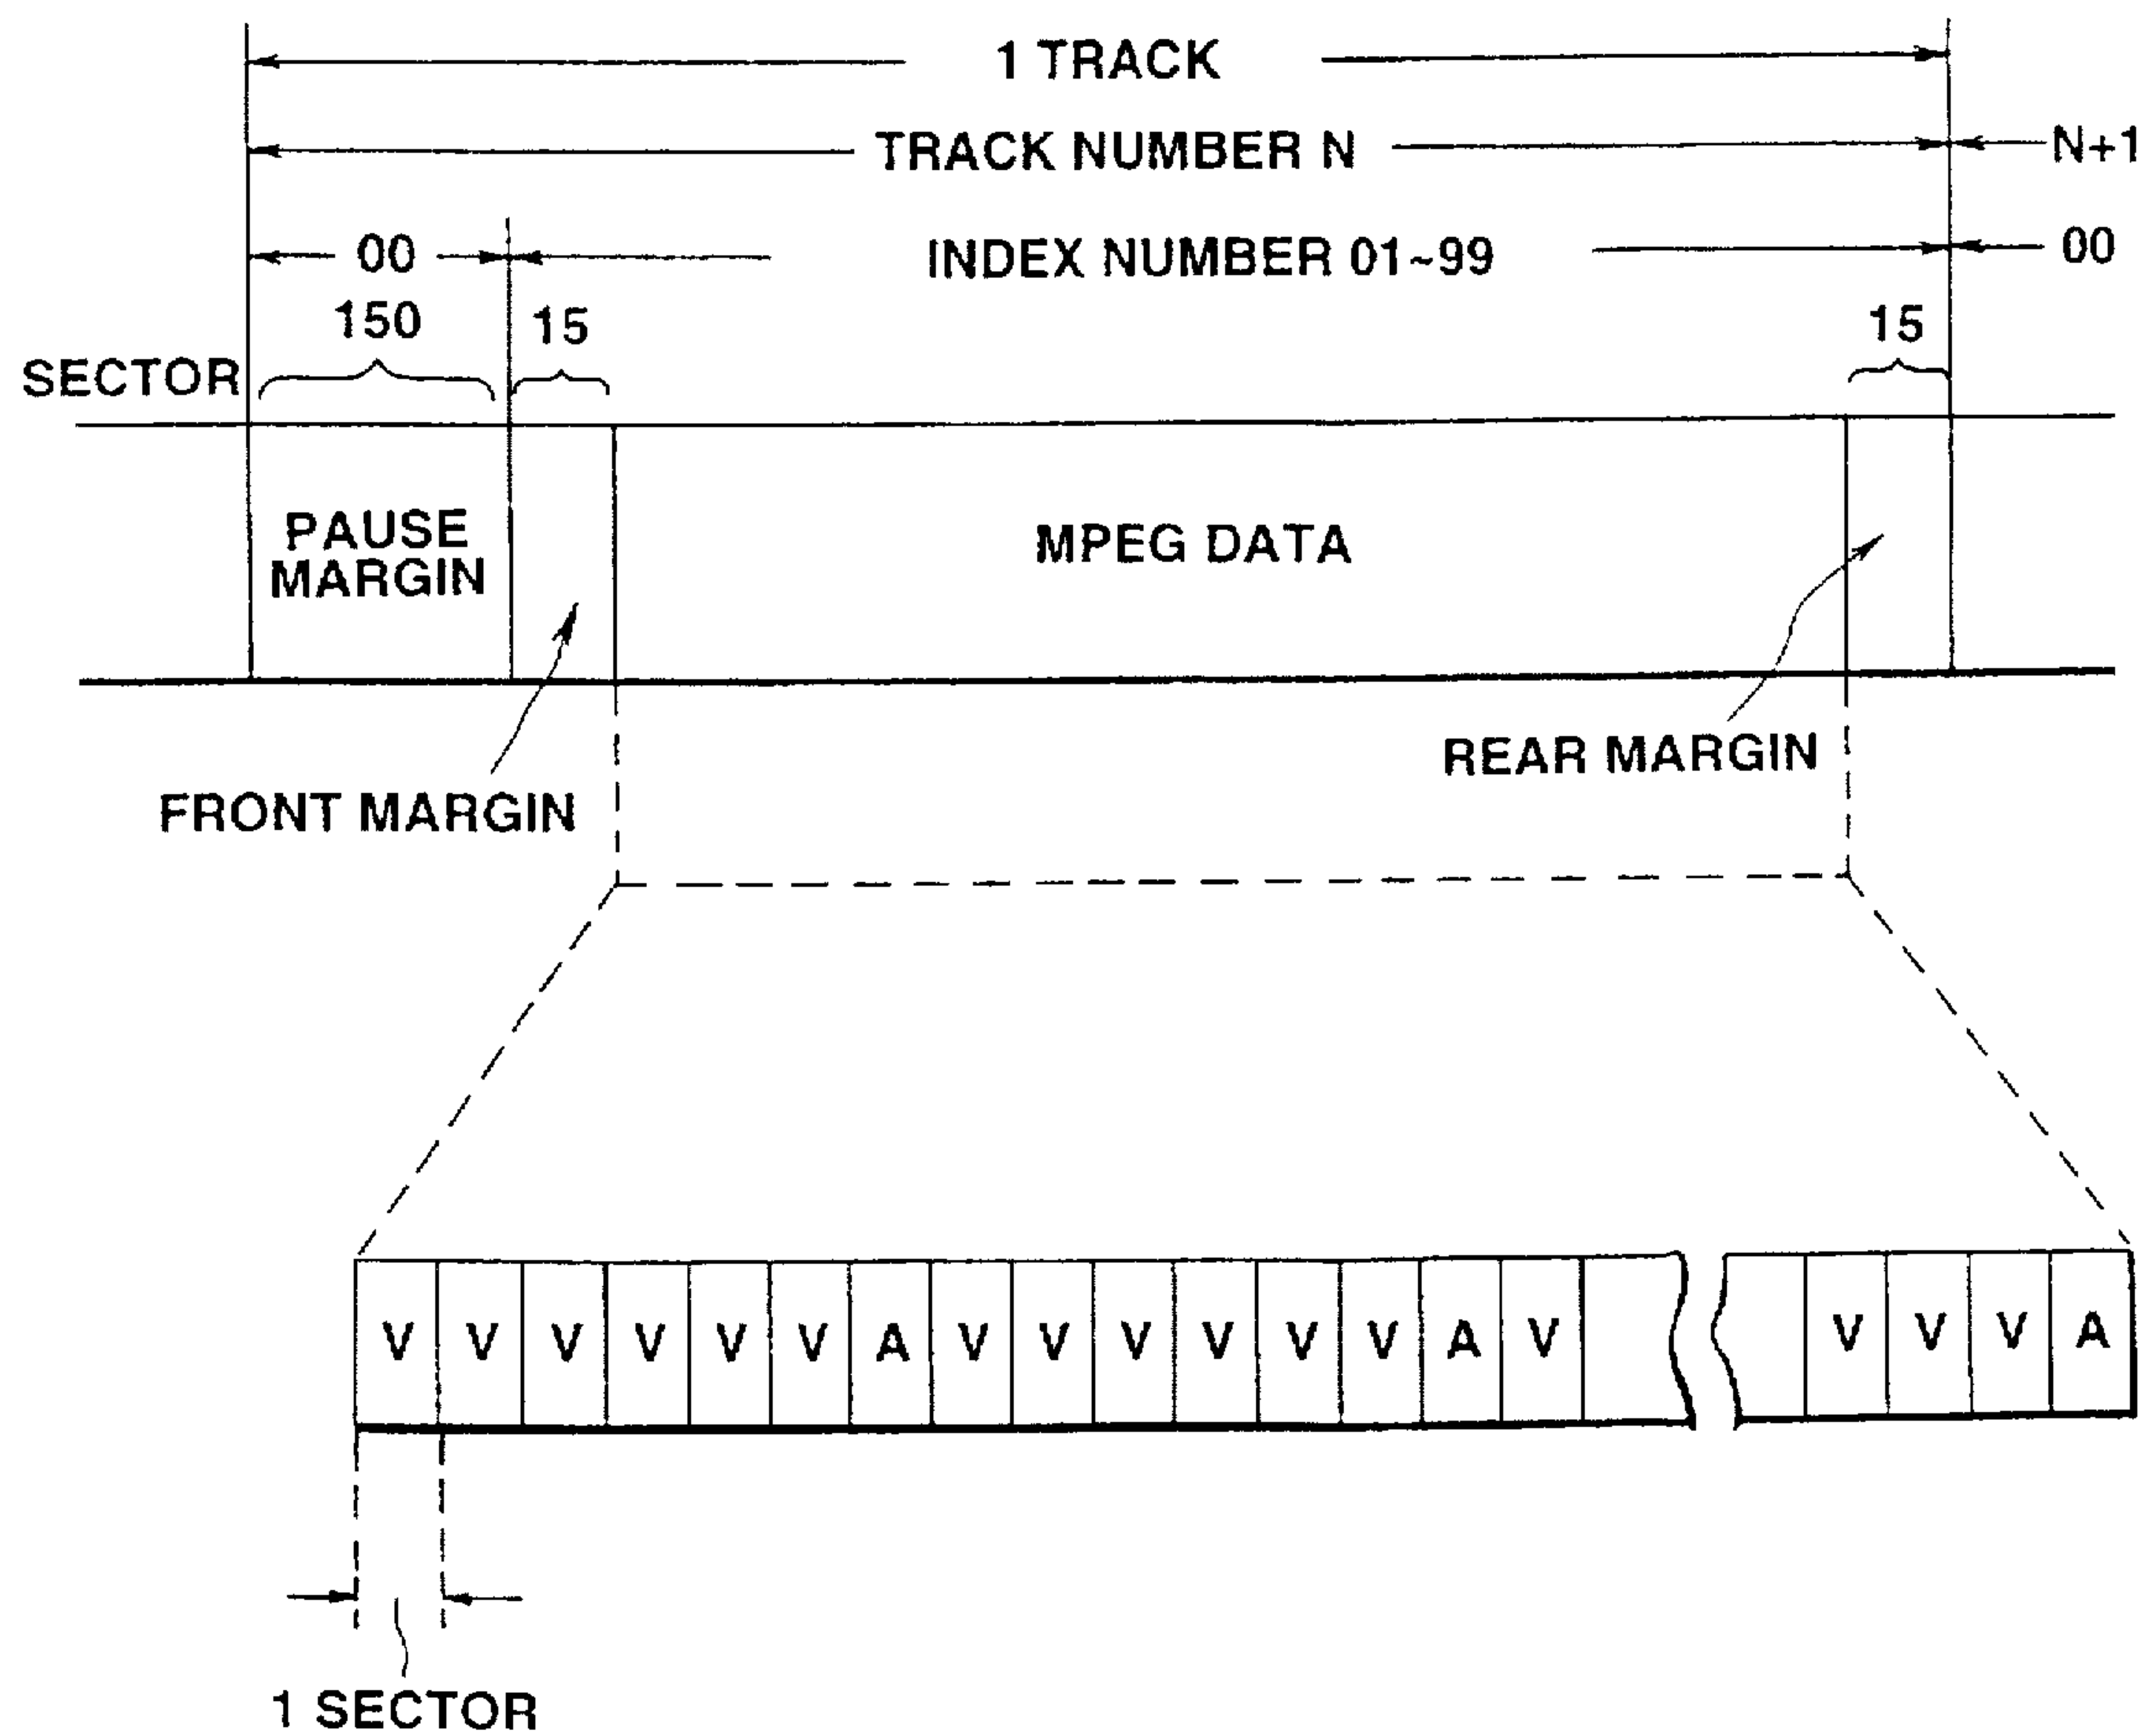 1 TRACK
TRACK NUMBER N N+1
00 INDEX NUMBER 01~99 00
150 15 15
SECTOR
PAUSE
MARGIN
MPEG DATA
REAR MARGIN
FRONT MARGIN
V V V V V V A V V V V V V A V V V V A
1 SECTOR